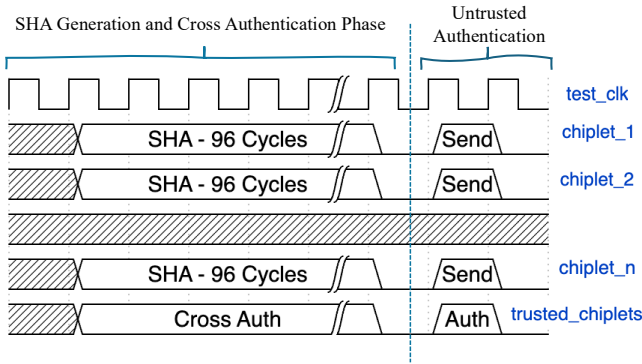 SHA Generation and Cross Authentication Phase
Untrusted
Authentication
test_clk
SHA - 96 Cycles
Send
chiplet_1
SHA - 96 Cycles
Send
chiplet_2
SHA - 96 Cycles
Send
chiplet_n
Cross Auth
Auth
trusted_chiplets